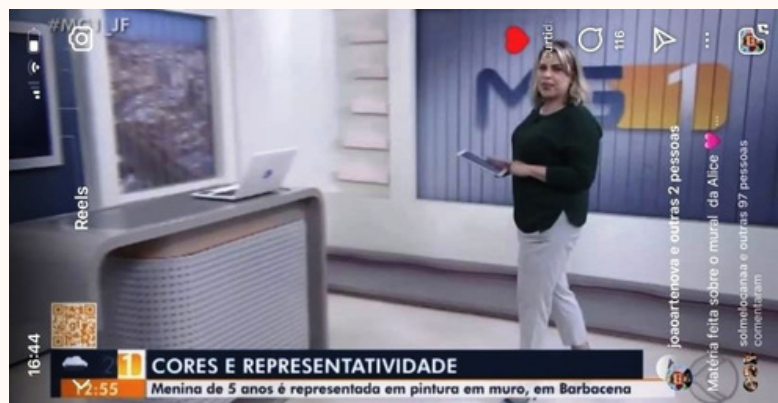 #MG1_JF
MG1
CORES E REPRESENTATIVIDADE
Menina de 5 anos é representada em pintura em muro, em Barbacena
12:55
16:44
Reels
116
joaoartenova e outras 2 pessoas
Matéria feita sobre o mural da Alice ...
solmelocanaa e outras 97 pessoas
comentaram